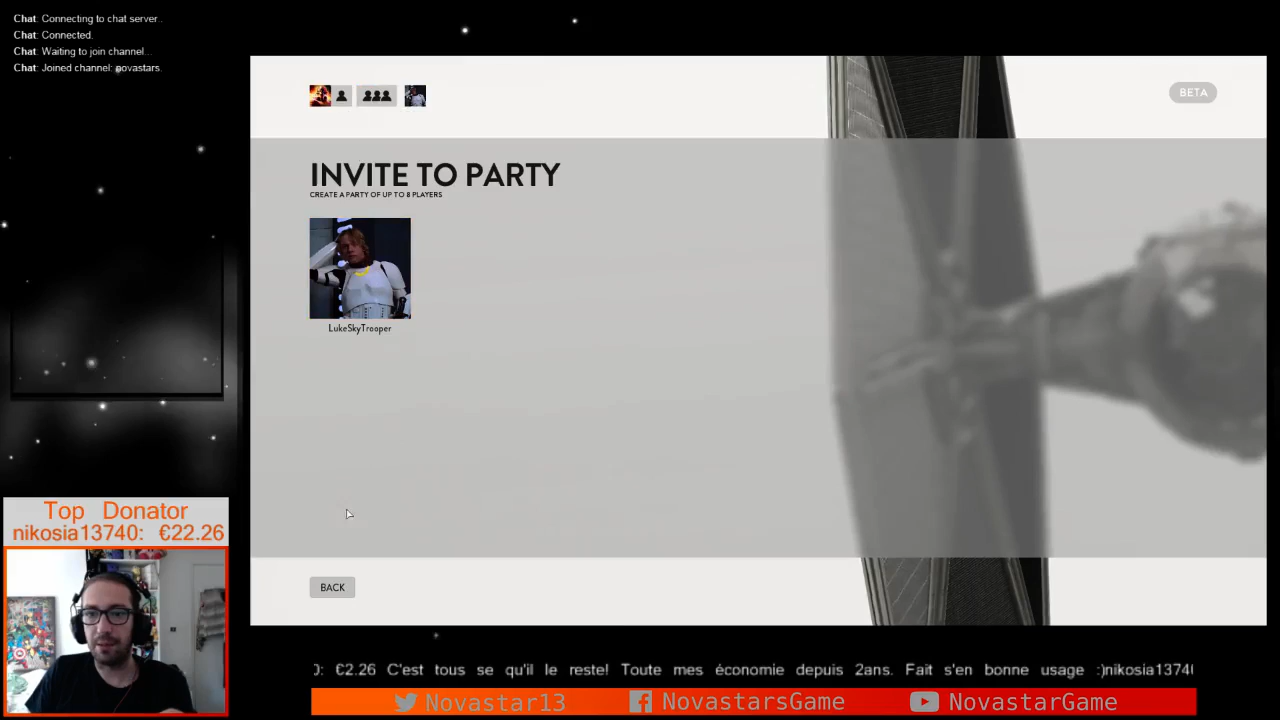 Chat: Connecting to chat server..
Chat: Connected.
Chat: Waiting to join channel...
Chat: Joined channel: novastars.
BETA
INVITE TO PARTY
CREATE A PARTY OF UP TO 8 PLAYERS
LukeSkyTrooper
BACK
Top Donator
nikosia13740: €22.26
0: €2.26 C'est tous se qu'il le reste! Toute mes économie depuis 2ans. Fait s'en bonne usage :)nikosia1374
Novastar13 NovastarsGame NovastarGame